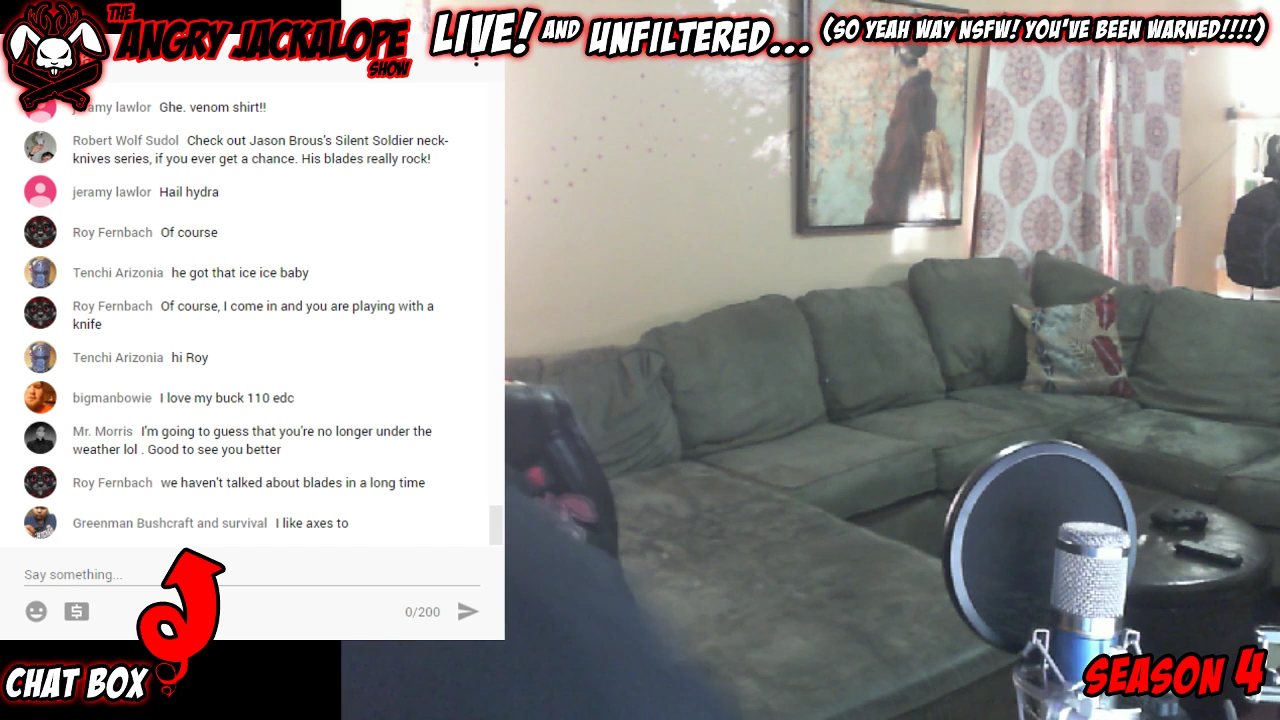 THE
ANGRY JACKALOPE
SHOW
LIVE! AND UNFILTERED... (SO YEAH WAY NSFW! YOU'VE BEEN WARNED!!!!)
amy lawlor Ghe. venom shirt!!
Robert Wolf Sudol Check out Jason Brous's Silent Soldier neck-
knives series, if you ever get a chance. His blades really rock!
jeramy lawlor Hail hydra
Roy Fernbach Of course
Tenchi Arizonia he got that ice ice baby
Roy Fernbach Of course, I come in and you are playing with a
knife
Tenchi Arizonia hi Roy
bigmanbowie I love my buck 110 edc
Mr. Morris I'm going to guess that you're no longer under the
weather lol . Good to see you better
Roy Fernbach we haven't talked about blades in a long time
Greenman Bushcraft and survival I like axes to
Say something...
0/200
CHAT BOX
SEASON 4